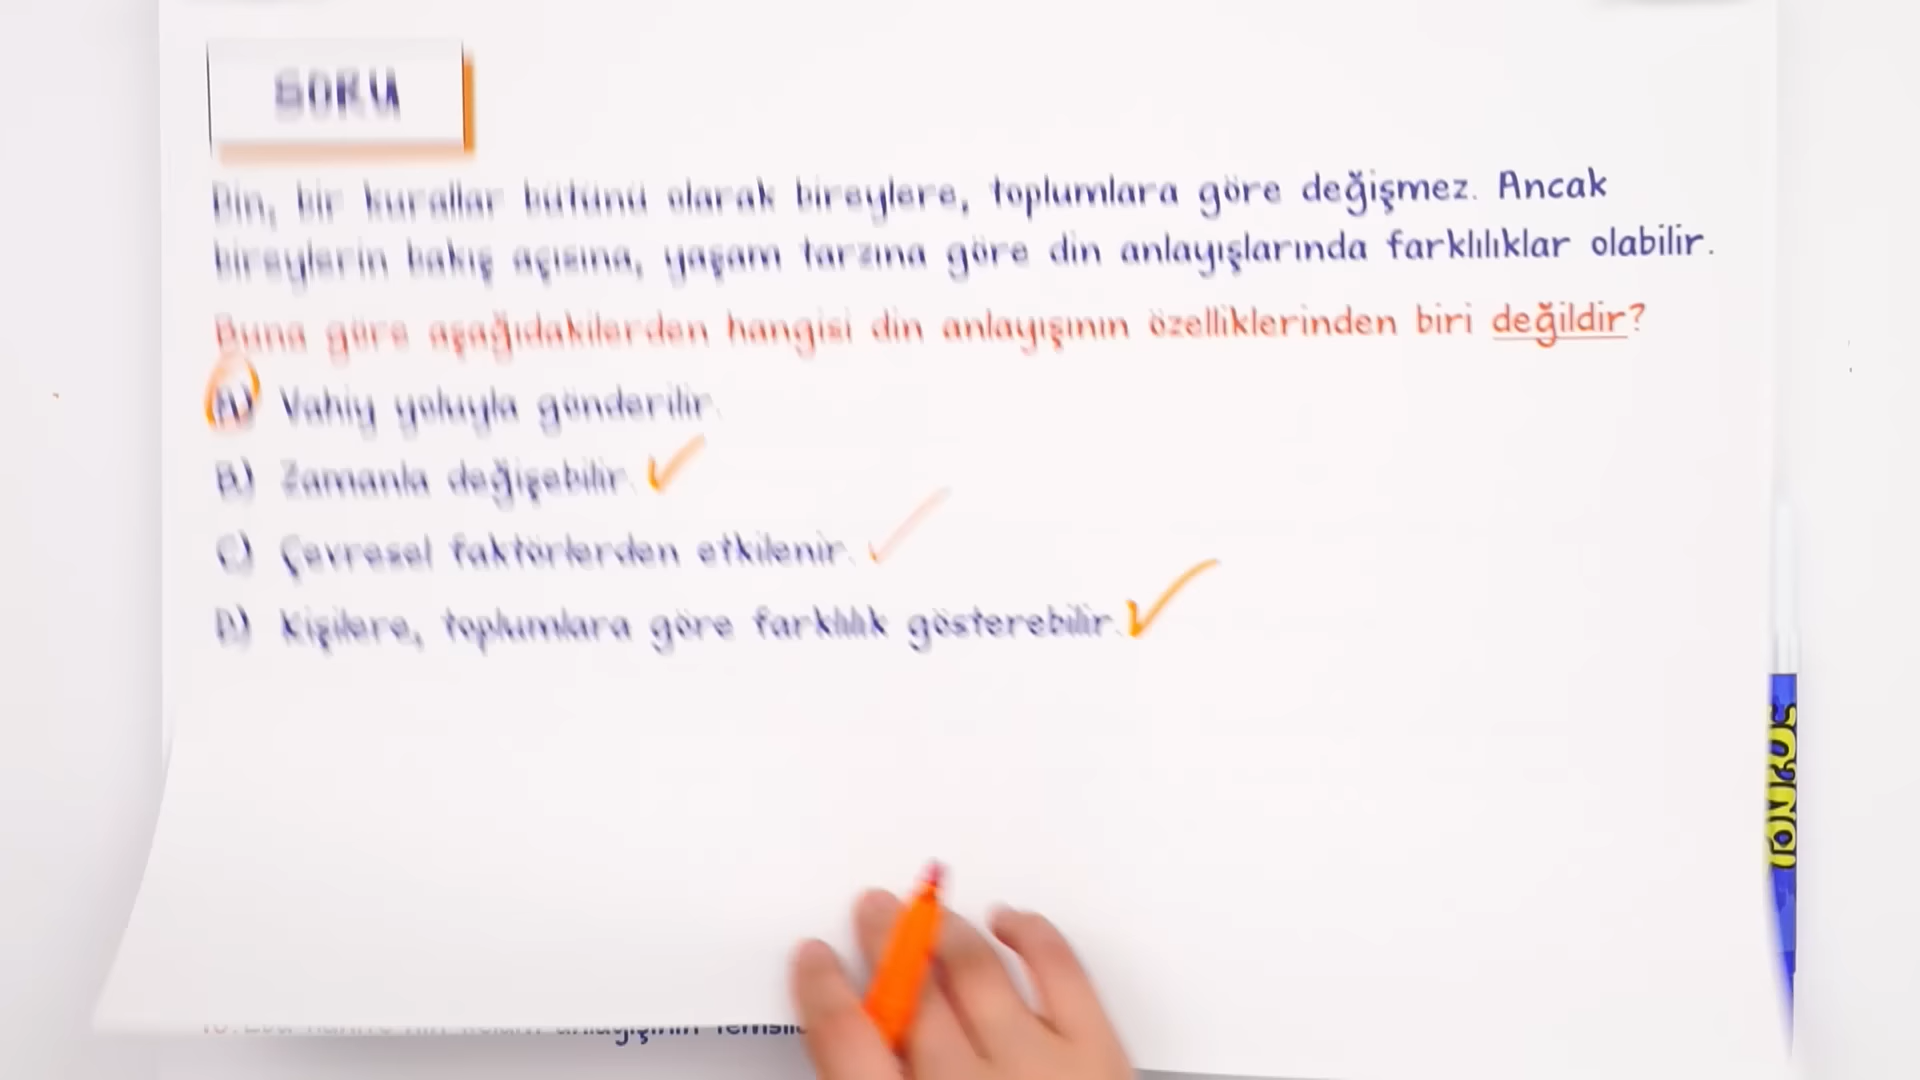 SORU
Din, bir kurallar bütünü olarak bireylere, toplumlara göre değişmez. Ancak
bireylerin bakış açısına, yaşam tarzına göre din anlayışlarında farklılıklar olabilir.
Buna göre aşağıdakilerden hangisi din anlayışının özelliklerinden biri değildir?
A) Vahiy yoluyla gönderilir.
B) Zamanla değişebilir.
C) Çevresel faktörlerden etkilenir.
D) Kişilere, toplumlara göre farklılık gösterebilir.
anlayışının